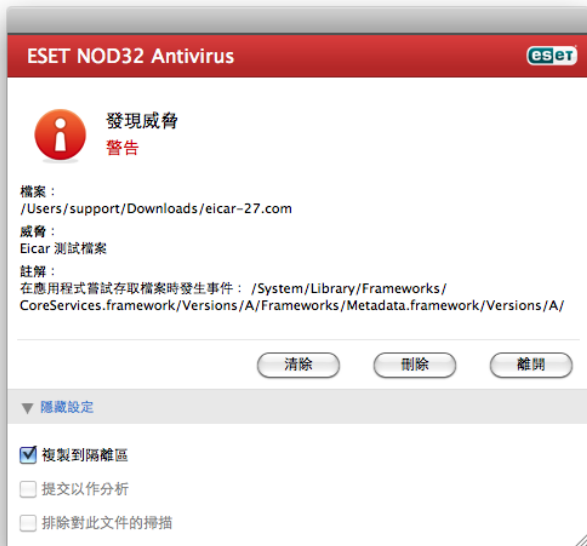 ESET NOD32 Antivirus
eseT
發現威脅
警告
檔案：
/Users/support/Downloads/eicar-27.com
威脅：
Eicar 測試檔案
註解：
在應用程式嘗試存取檔案時發生事件： /System/Library/Frameworks/
CoreServices.framework/Versions/A/Frameworks/Metadata.framework/Versions/A/
清除
刪除
離開
隱藏設定
複製到隔離區
提交以作分析
排除對此文件的掃描